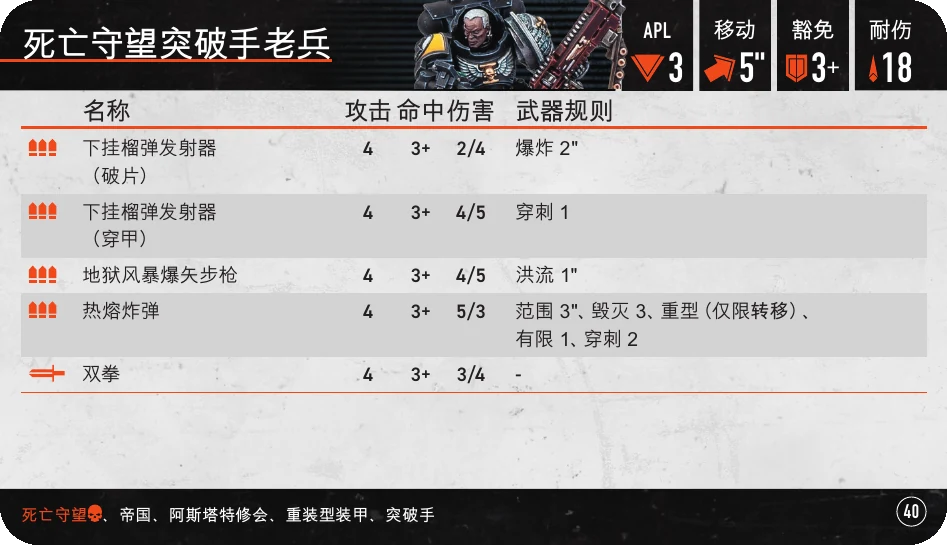 死亡守望突破手老兵
APL 移动 豁免 耐伤
3 5" 3+ 18
名称 攻击 命中 伤害 武器规则
下挂榴弹发射器 4 3+ 2/4 爆炸 2"
（破片）
下挂榴弹发射器 4 3+ 4/5 穿刺 1
（穿甲）
地狱风暴爆矢步枪 4 3+ 4/5 洪流 1"
热熔炸弹 4 3+ 5/3 范围 3"、毁灭 3、重型（仅限转移）、
有限 1、穿刺 2
双拳 4 3+ 3/4 -
死亡守望、帝国、阿斯塔特修会、重装型装甲、突破手
40